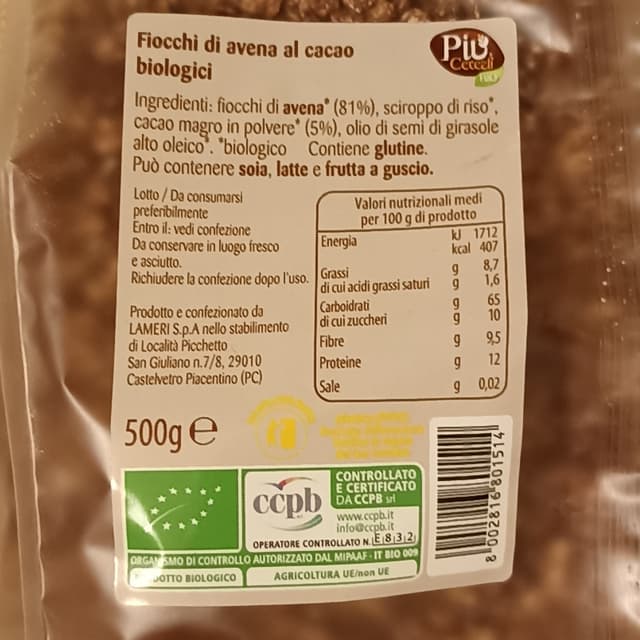 Fiocchi di avena al cacao
biologici
Più
Cereali
Ingredienti: fiocchi di avena* (81%), sciroppo di riso*,
cacao magro in polvere* (5%), olio di semi di girasole
alto oleico*. *biologico Contiene glutine.
Può contenere soia, latte e frutta a guscio.
Lotto / Da consumarsi
preferibilmente
Entro il: vedi confezione
Da conservare in luogo fresco
e asciutto.
Richiudere la confezione dopo l'uso.
Prodotto e confezionato da
LAMERI S.p.A nello stabilimento
di Località Picchetto
San Giuliano n.7/8, 29010
Castelvetro Piacentino (PC)
Valori nutrizionali medi
per 100 g di prodotto
Energia kJ 1712
kcal 407
Grassi g 8,7
di cui acidi grassi saturi g 1,6
Carboidrati g 65
di cui zuccheri g 10
Fibre g 9,5
Proteine g 12
Sale g 0,02
500g e
ccpb
CONTROLLATO
E CERTIFICATO
DA CCPB srl
www.ccpb.it
info@ccpb.it
OPERATORE CONTROLLATO N. E 8 3 2
ORGANISMO DI CONTROLLO AUTORIZZATO DAL MIPAAF - IT BIO 009
PRODOTTO BIOLOGICO
AGRICOLTURA UE/non UE
8 002816 801514